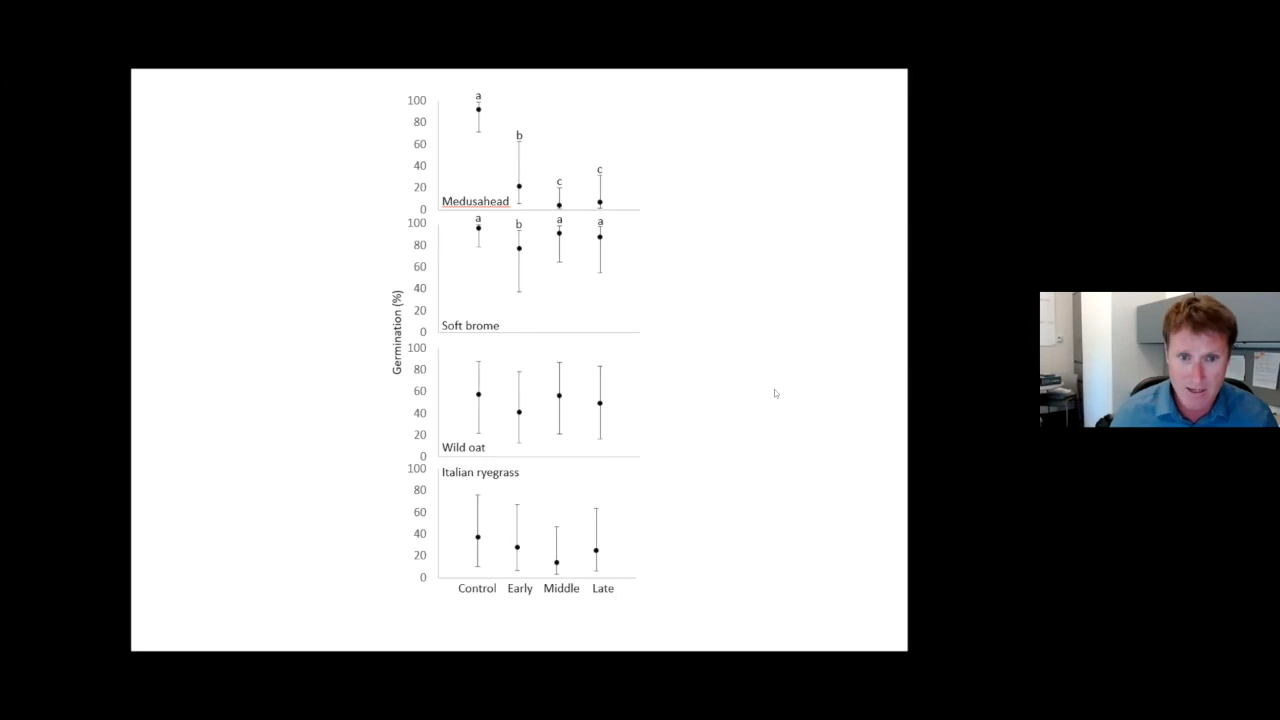 a
100
80
b
60
40
c
c
20
Medusahead
0
a
b
a
a
100
80
60
40
20
Soft brome
0
Germination (%)
100
80
60
40
20
Wild oat
0
100
Italian ryegrass
80
60
40
20
0
Control Early Middle Late